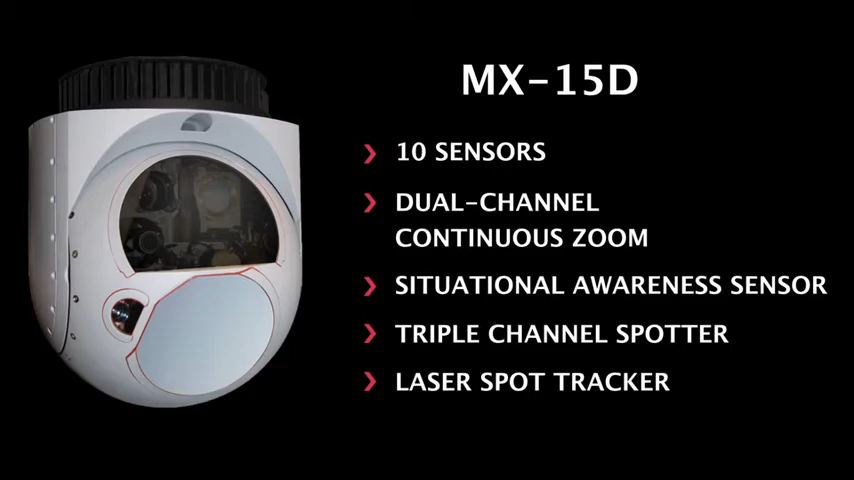 MX-15D
10 SENSORS
DUAL-CHANNEL
CONTINUOUS ZOOM
SITUATIONAL AWARENESS SENSOR
TRIPLE CHANNEL SPOTTER
LASER SPOT TRACKER